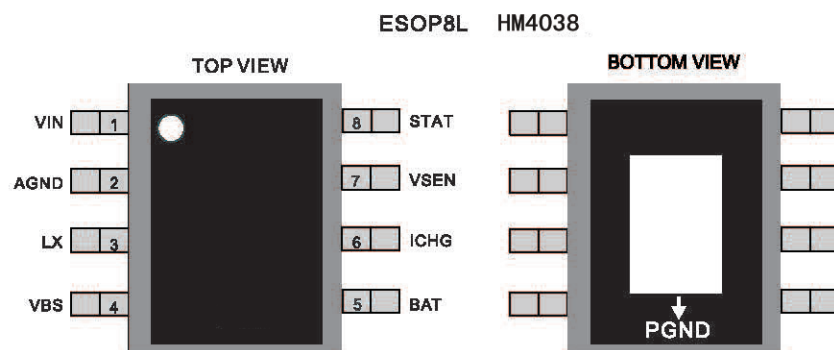 ESOP8L HM4038
TOP VIEW
BOTTOM VIEW
VIN 1 8 STAT
AGND 2 7 VSEN
LX 3 6 ICHG
VBS 4 5 BAT
PGND